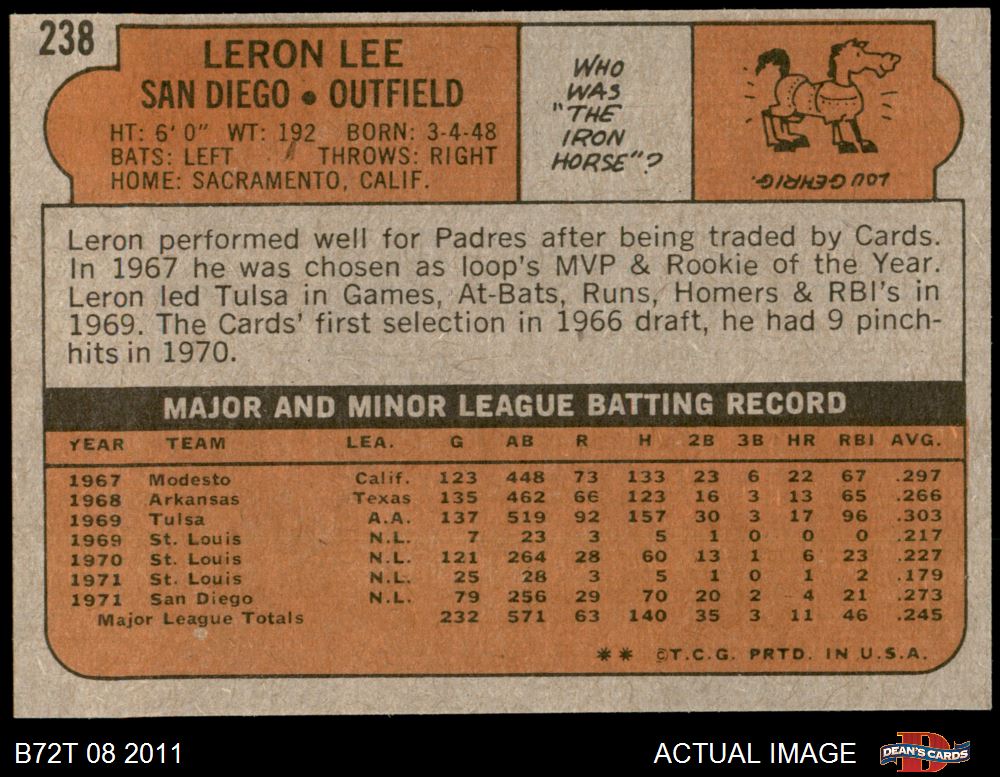 238
LERON LEE
SAN DIEGO • OUTFIELD
HT: 6' 0" WT: 192 BORN: 3-4-48
BATS: LEFT THROWS: RIGHT
HOME: SACRAMENTO, CALIF.
WHO
WAS
"THE
IRON
HORSE"?
LOU GEHRIG.
Leron performed well for Padres after being traded by Cards.
In 1967 he was chosen as loop's MVP & Rookie of the Year.
Leron led Tulsa in Games, At-Bats, Runs, Homers & RBI's in
1969. The Cards' first selection in 1966 draft, he had 9 pinch-
hits in 1970.
MAJOR AND MINOR LEAGUE BATTING RECORD
YEAR TEAM LEA. G AB R H 2B 3B HR RBI AVG.
1967 Modesto Calif. 123 448 73 133 23 6 22 67 .297
1968 Arkansas Texas 135 462 66 123 16 3 13 65 .266
1969 Tulsa A.A. 137 519 92 157 30 3 17 96 .303
1969 St. Louis N.L. 7 23 3 5 1 0 0 0 .217
1970 St. Louis N.L. 121 264 28 60 13 1 6 23 .227
1971 St. Louis N.L. 25 28 3 5 1 0 1 2 .179
1971 San Diego N.L. 79 256 29 70 20 2 4 21 .273
Major League Totals 232 571 63 140 35 3 11 46 .245
** ©T.C.G. PRTD. IN U.S.A.
B72T 08 2011
ACTUAL IMAGE
D
DEAN'S CARDS